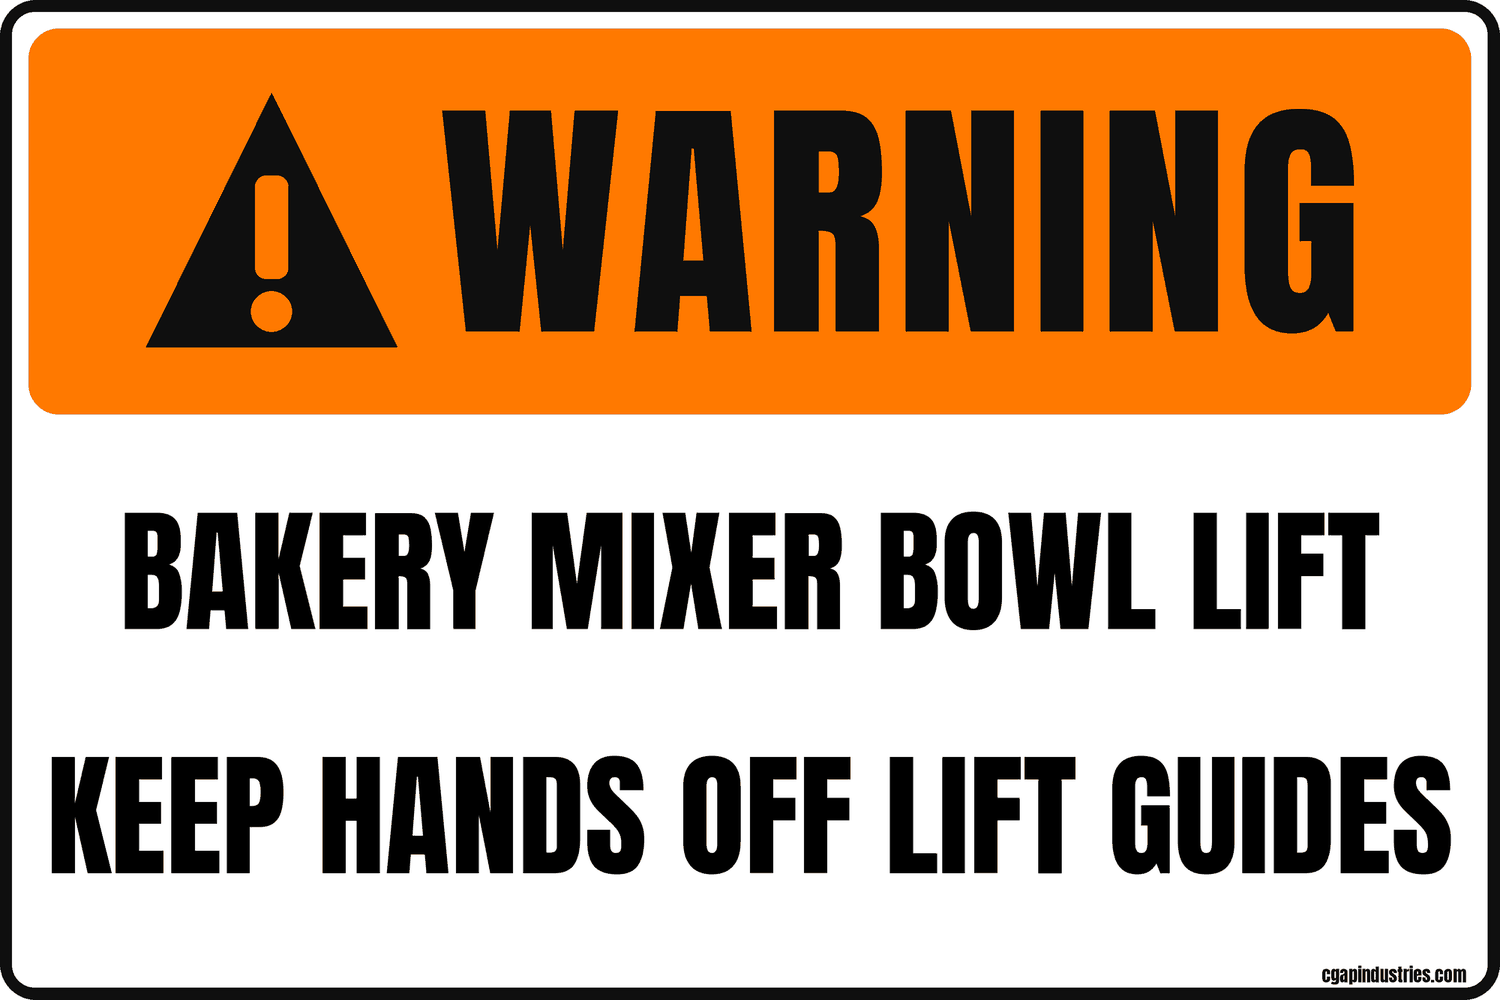 WARNING
BAKERY MIXER BOWL LIFT
KEEP HANDS OFF LIFT GUIDES
cgapindustries.com